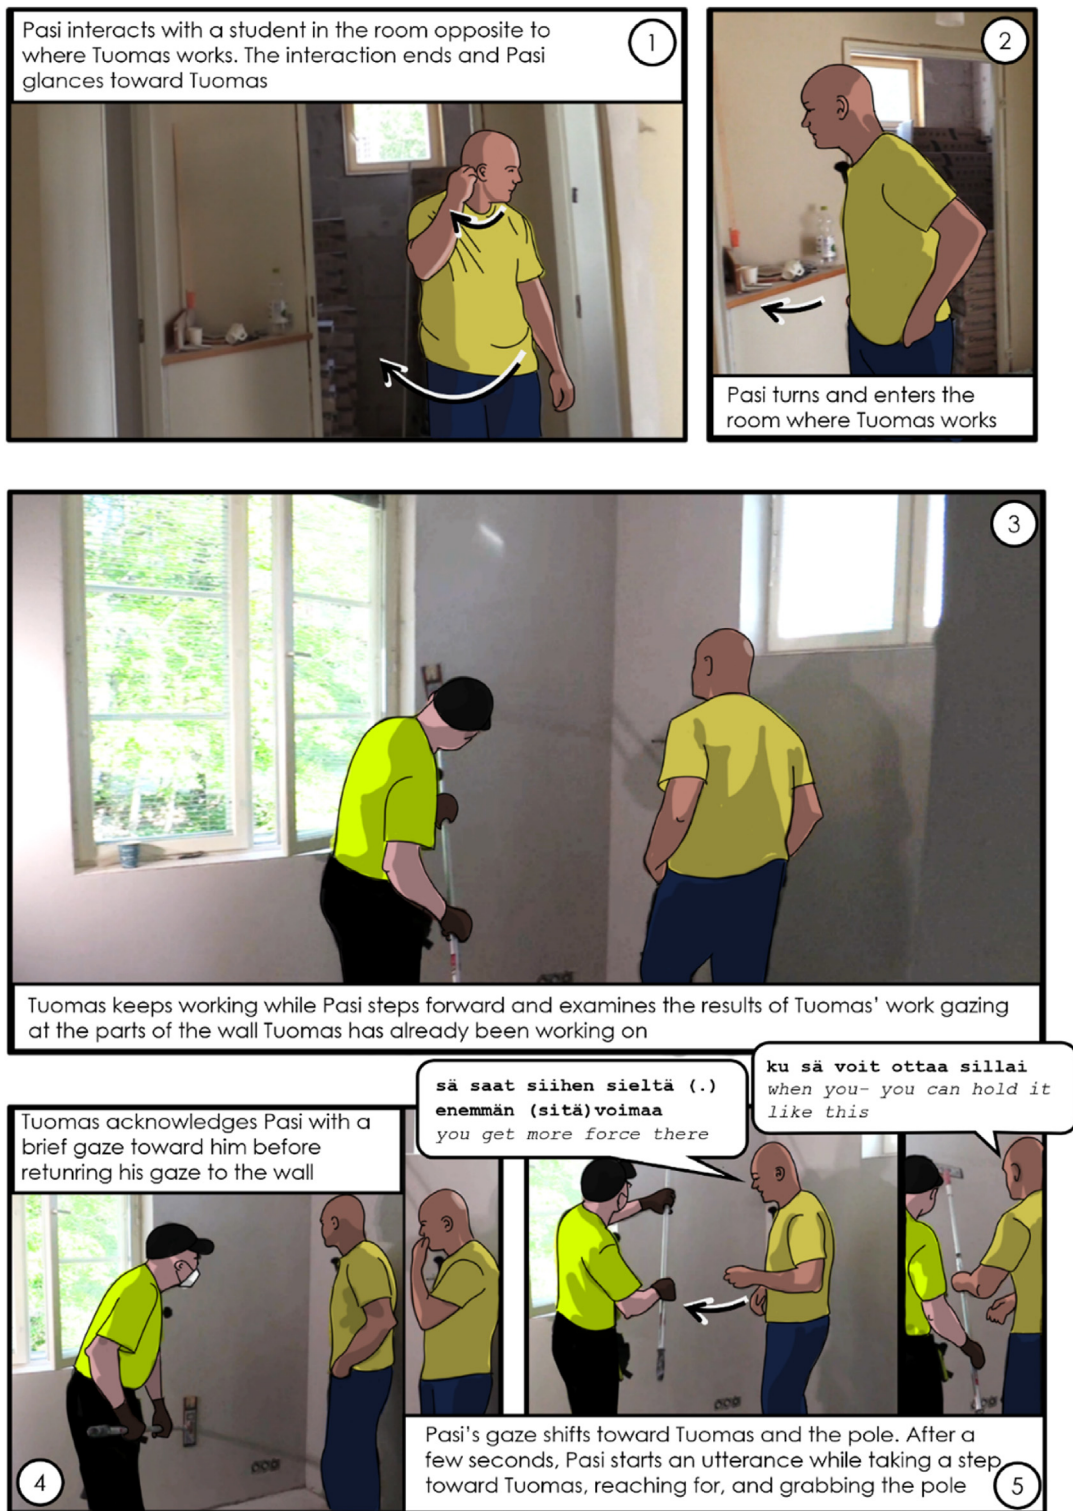 Pasi interacts with a student in the room opposite to
where Tuomas works. The interaction ends and Pasi
glances toward Tuomas
1
2
Pasi turns and enters the
room where Tuomas works
3
Tuomas keeps working while Pasi steps forward and examines the results of Tuomas' work gazing
at the parts of the wall Tuomas has already been working on
Tuomas acknowledges Pasi with a
brief gaze toward him before
retunring his gaze to the wall
4
sä saat siihen sieltä (.)
enemmän (sitä)voimaa
you get more force there
ku sä voit ottaa sillai
when you- you can hold it
like this
Pasi's gaze shifts toward Tuomas and the pole. After a
few seconds, Pasi starts an utterance while taking a step
toward Tuomas, reaching for, and grabbing the pole
5